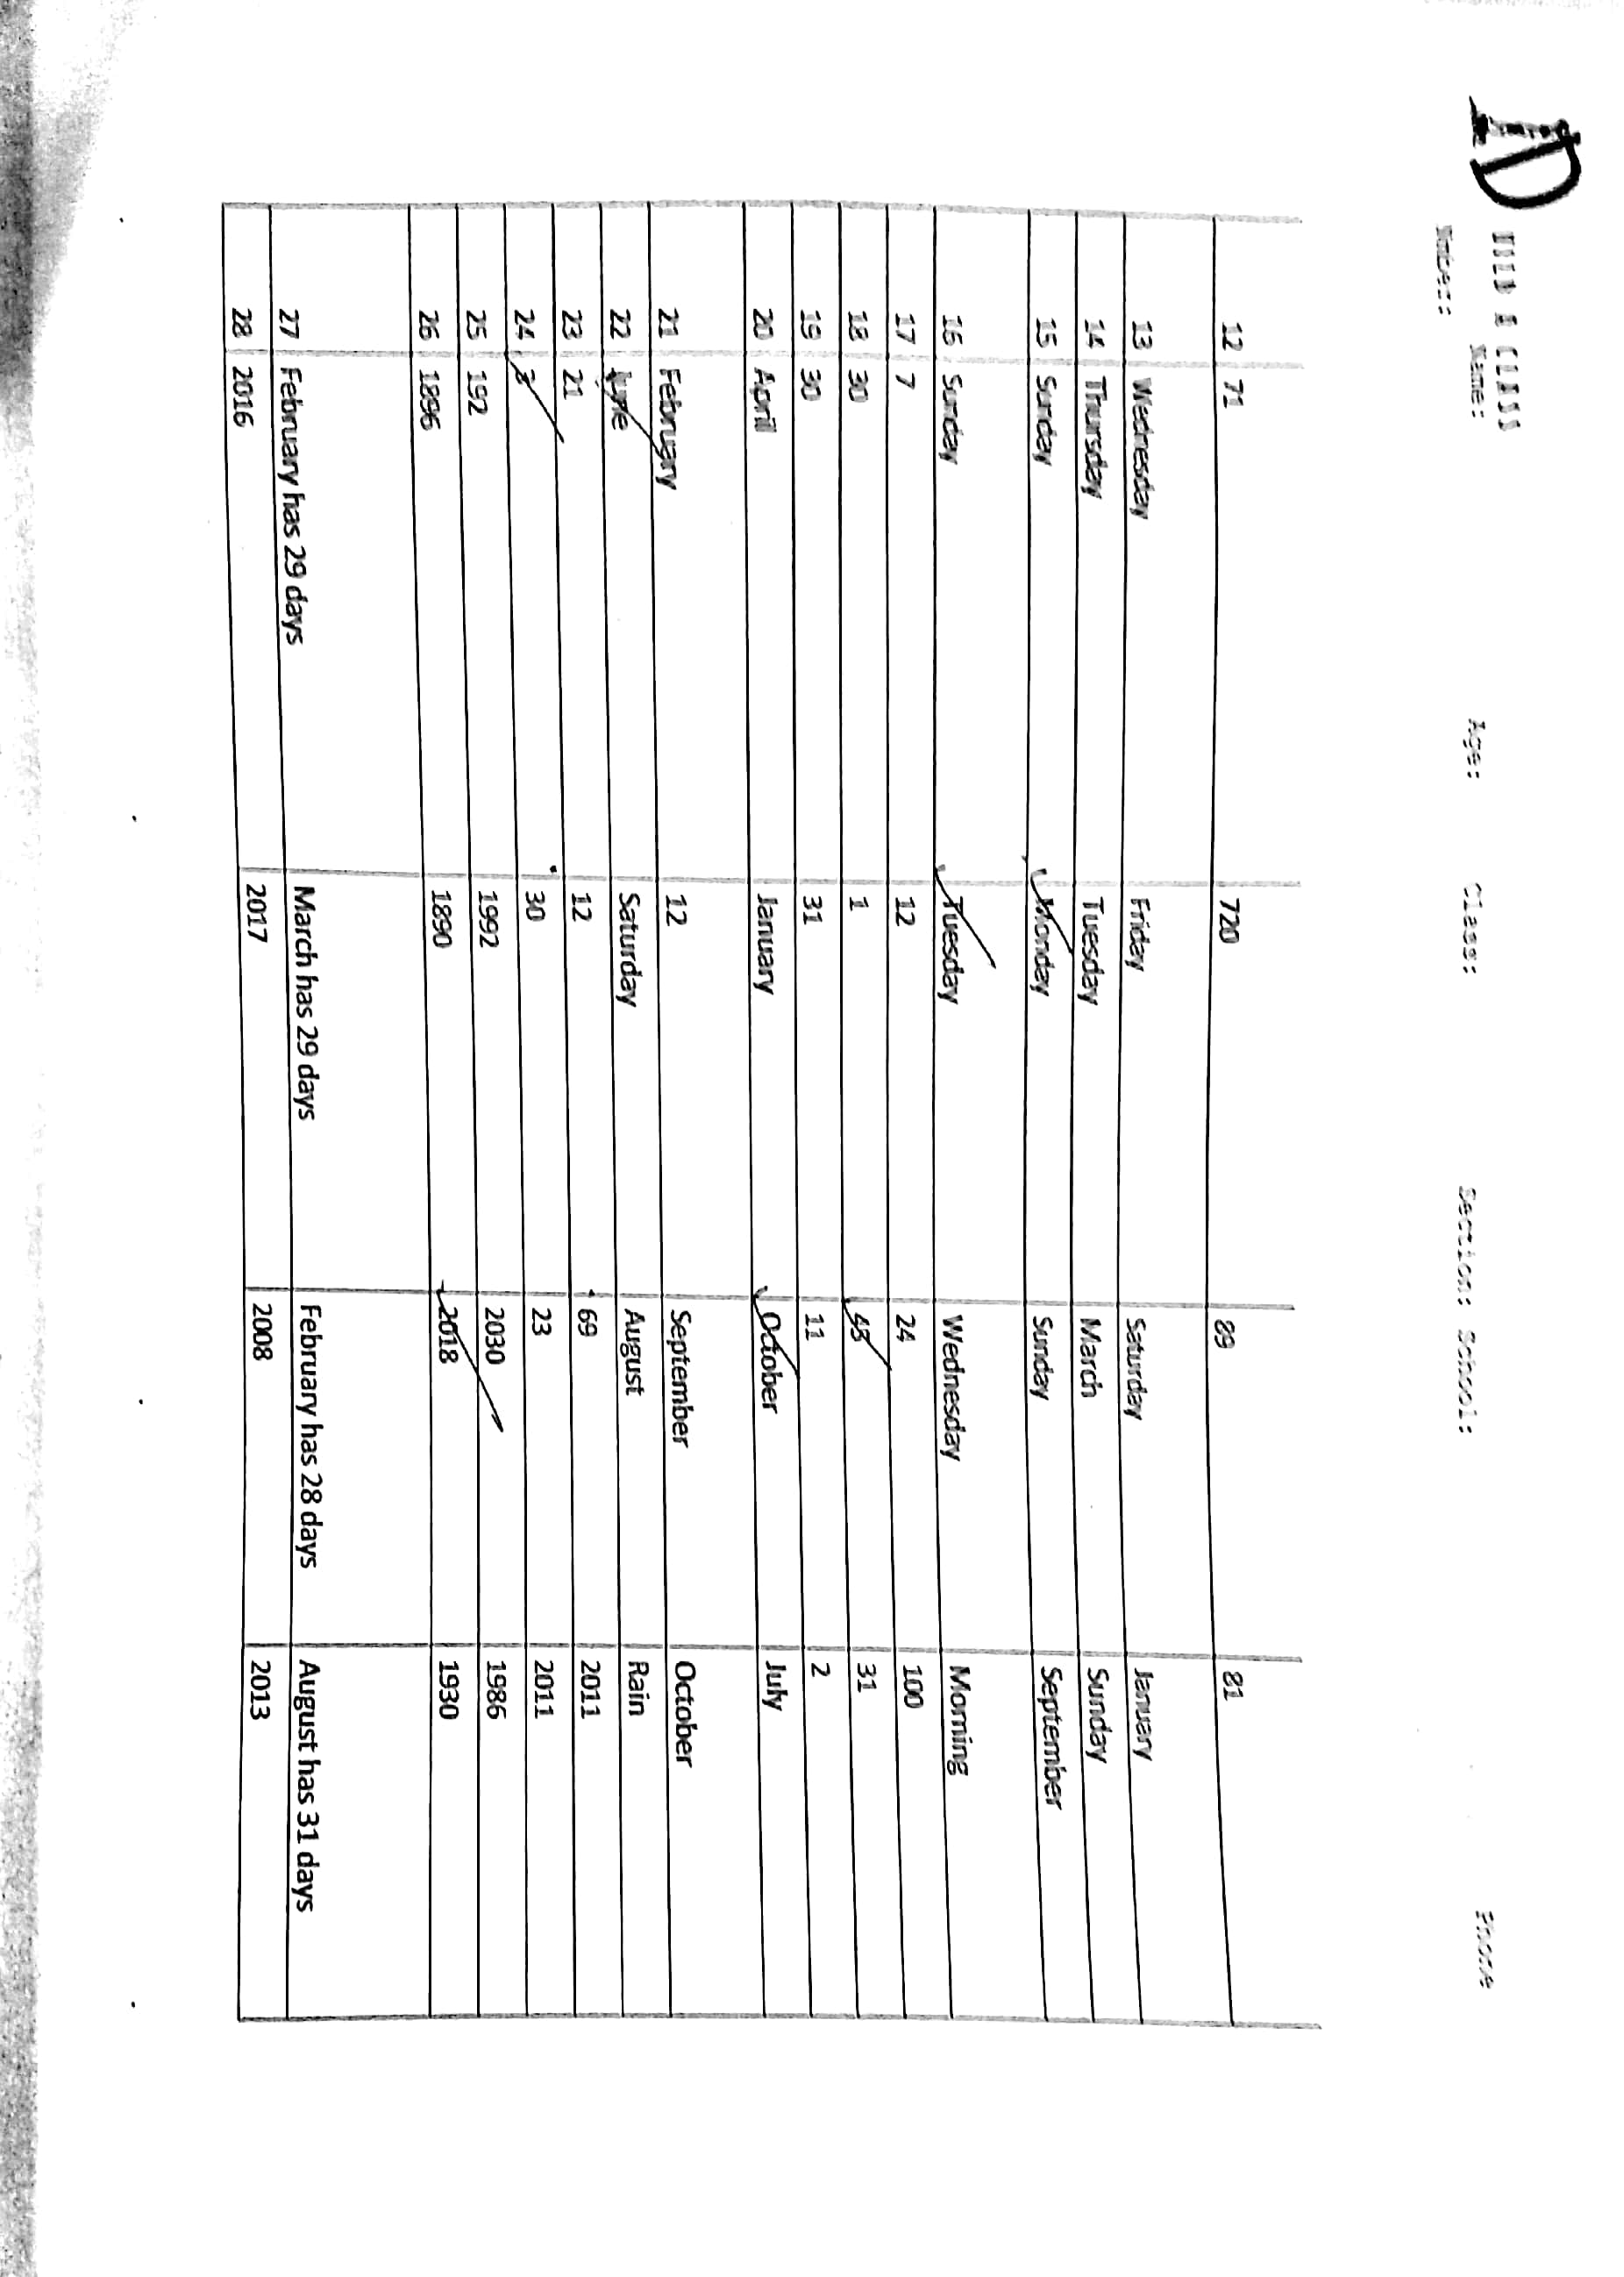 CLASS
Name: Age: Class: Section: School: Phone
Number:
12 71 720 89 81
13 Wednesday Friday Saturday January
14 Thursday Tuesday March Sunday
15 Sunday Monday Sunday September
16 Sunday Tuesday Wednesday Morning
17 7 12 24 100
18 30 1 31
19 30 31 11 2
20 April January October July
21 February 12 September October
22 June Saturday August Rain
23 21 12 69 2011
24 3 30 23 2011
25 192 1992 2030 1986
26 1896 1890 2018 1930
27 February has 29 days March has 29 days February has 28 days August has 31 days
28 2016 2017 2008 2013